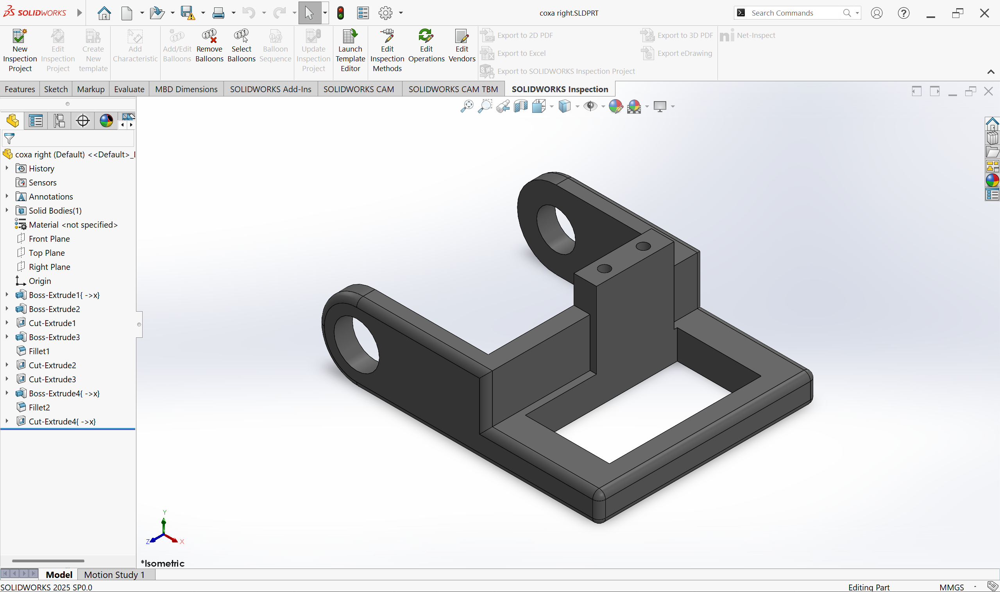 SOLIDWORKS
coxa right.SLDPRT
Search Commands
New Inspection Project
Edit Inspection Project
Create New template
Add Characteristic
Add/Edit Balloons
Remove Balloons
Select Balloons
Balloon Sequence
Update Inspection Project
Launch Template Editor
Edit Inspection Methods
Edit Operations
Edit Vendors
Export to 2D PDF
Export to Excel
Export to SOLIDWORKS Inspection Project
Export to 3D PDF
Export eDrawing
Net-Inspect
Features
Sketch
Markup
Evaluate
MBD Dimensions
SOLIDWORKS Add-Ins
SOLIDWORKS CAM
SOLIDWORKS CAM TBM
SOLIDWORKS Inspection
coxa right (Default) <<Default>_
History
Sensors
Annotations
Solid Bodies(1)
Material <not specified>
Front Plane
Top Plane
Right Plane
Origin
Boss-Extrude1{ ->x}
Boss-Extrude2
Cut-Extrude1
Boss-Extrude3
Fillet1
Cut-Extrude2
Cut-Extrude3
Boss-Extrude4{ ->x}
Fillet2
Cut-Extrude4{ ->x}
Y
Z
X
*Isometric
Model
Motion Study 1
SOLIDWORKS 2025 SP0.0
Editing Part
MMGS